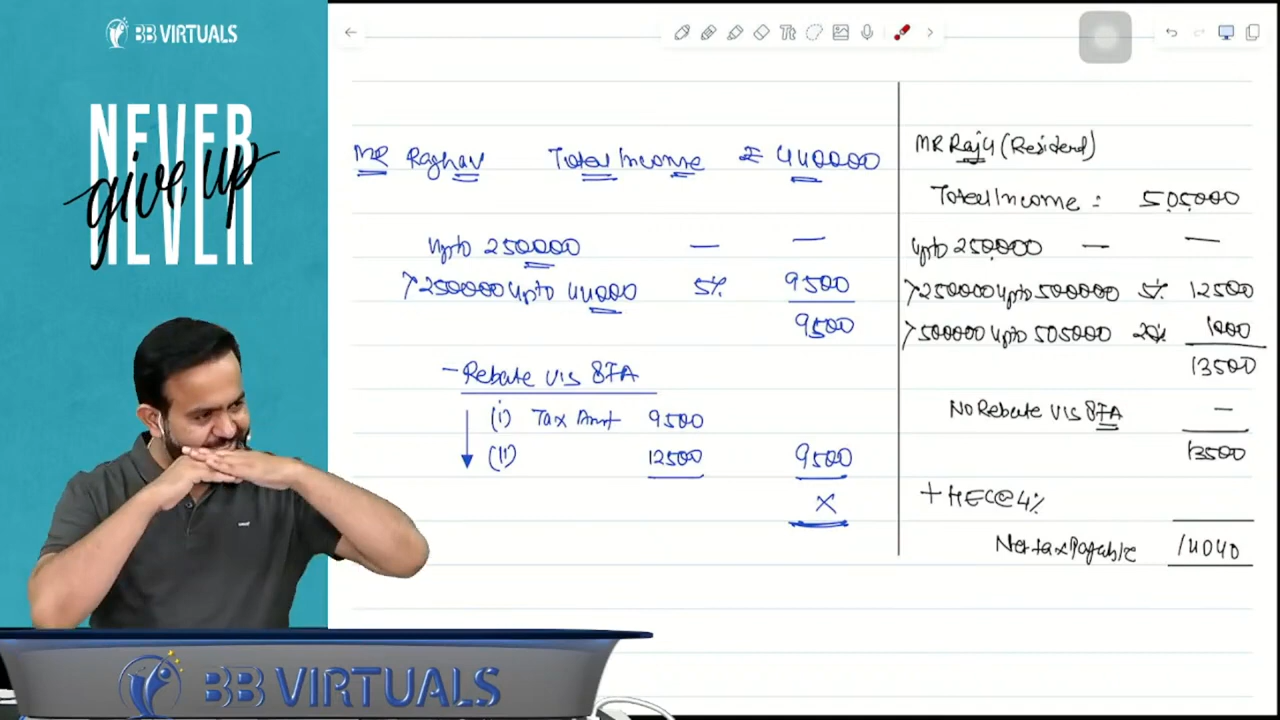 BB VIRTUALS
NEVER
give up
NEVER
MR Raghav Total Income = 440000
Upto 250000 — —
>250000 upto 44000 5% 9500
9500
- Rebate U/s 87A
(i) Tax Amt 9500
(ii) 12500 9500
X
MR Raju (Resident)
Total Income : 505000
Upto 250000 — —
>250000 upto 500000 5% 12500
>500000 upto 505000 20% 1000
13500
No Rebate U/s 87A —
13500
+ HEC @ 4%
Net tax Payable 14040
BB VIRTUALS